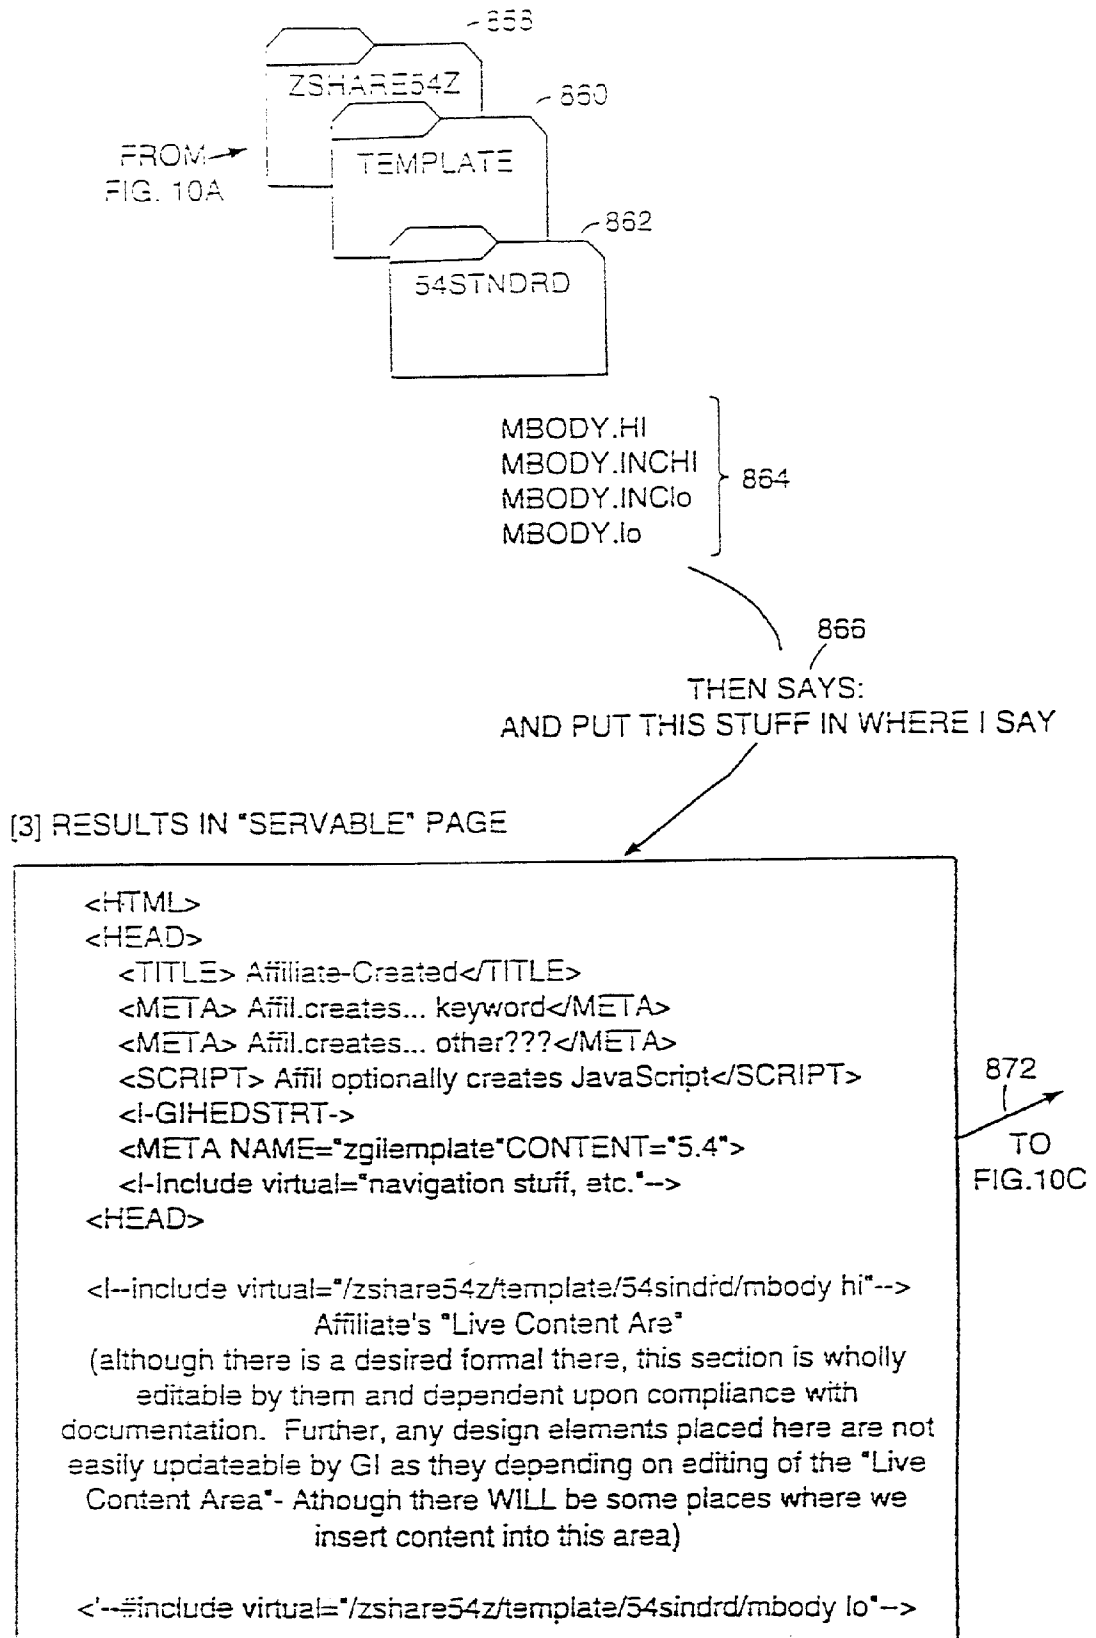 858
ZSHARE54Z
860
FROM
FIG. 10A
TEMPLATE
862
54STNDRD
MBODY.HI
MBODY.INCHI
MBODY.INClo
MBODY.lo
864
866
THEN SAYS:
AND PUT THIS STUFF IN WHERE I SAY
[3] RESULTS IN "SERVABLE" PAGE
<HTML>
<HEAD>
<TITLE> Affiliate-Created</TITLE>
<META> Affil.creates... keyword</META>
<META> Affil.creates... other???</META>
<SCRIPT> Affil optionally creates JavaScript</SCRIPT>
<I-GIHEDSTRT->
<META NAME="zgilemplate"CONTENT="5.4">
<I-Include virtual="navigation stuff, etc."-->
<HEAD>
872
TO
FIG.10C
<I--include virtual="/zshare54z/template/54sindrd/mbody hi"-->
Affiliate's "Live Content Are"
(although there is a desired formal there, this section is wholly
editable by them and dependent upon compliance with
documentation. Further, any design elements placed here are not
easily updateable by GI as they depending on editing of the "Live
Content Area"- Athough there WILL be some places where we
insert content into this area)
<'--#include virtual="/zshare54z/template/54sindrd/mbody lo"-->